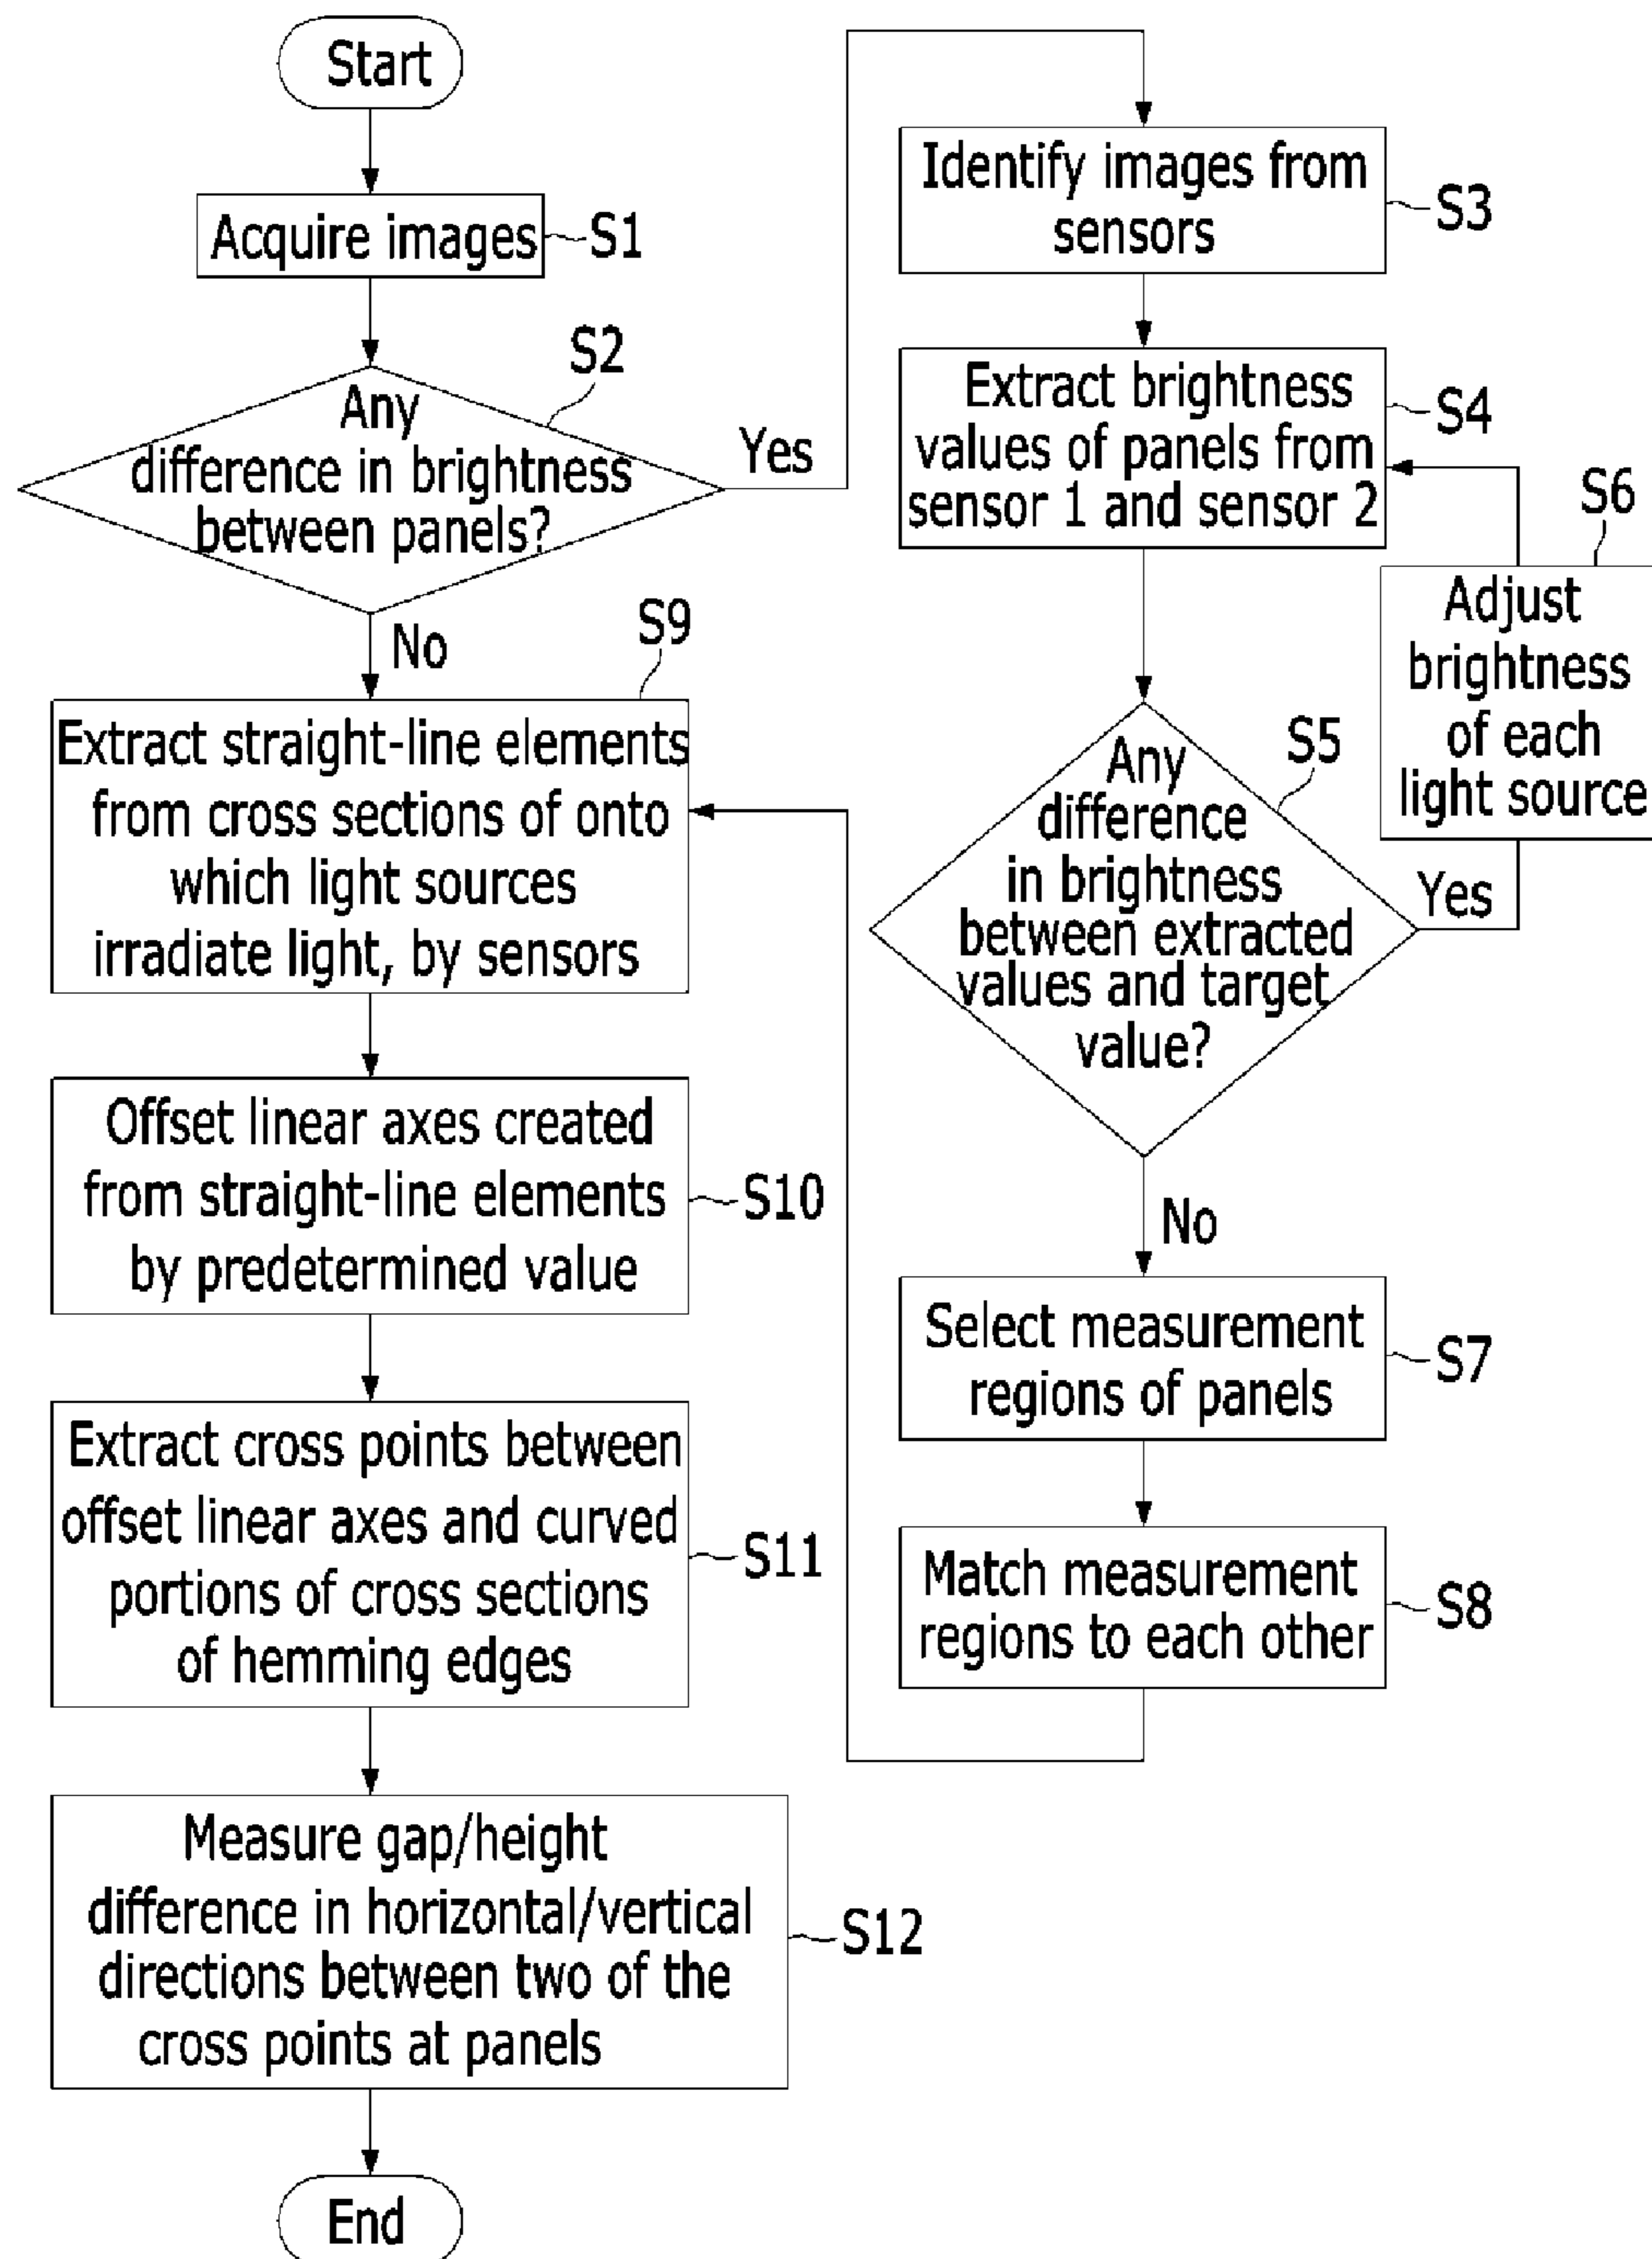 Start
Acquire images
S1
S2
Any
difference in brightness
between panels?
Yes
No
S3
Identify images from
sensors
S4
Extract brightness
values of panels from
sensor 1 and sensor 2
S5
Any
difference
in brightness
between extracted
values and target
value?
Yes
S6
Adjust
brightness
of each
light source
No
S7
Select measurement
regions of panels
S8
Match measurement
regions to each other
S9
Extract straight-line elements
from cross sections of onto
which light sources
irradiate light, by sensors
S10
Offset linear axes created
from straight-line elements
by predetermined value
S11
Extract cross points between
offset linear axes and curved
portions of cross sections
of hemming edges
S12
Measure gap/height
difference in horizontal/vertical
directions between two of the
cross points at panels
End